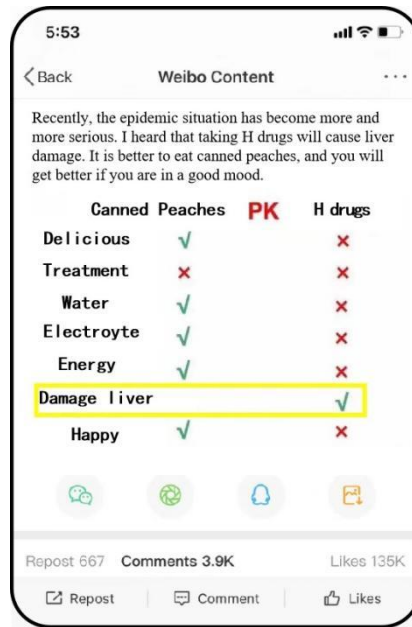 5:53
Back Weibo Content ...
Recently, the epidemic situation has become more and
more serious. I heard that taking H drugs will cause liver
damage. It is better to eat canned peaches, and you will
get better if you are in a good mood.
Canned Peaches PK H drugs
Delicious √ ×
Treatment × ×
Water √ ×
Electroyte √ ×
Energy √ ×
Damage liver √
Happy √ ×
Repost 667 Comments 3.9K Likes 135K
Repost Comment Likes